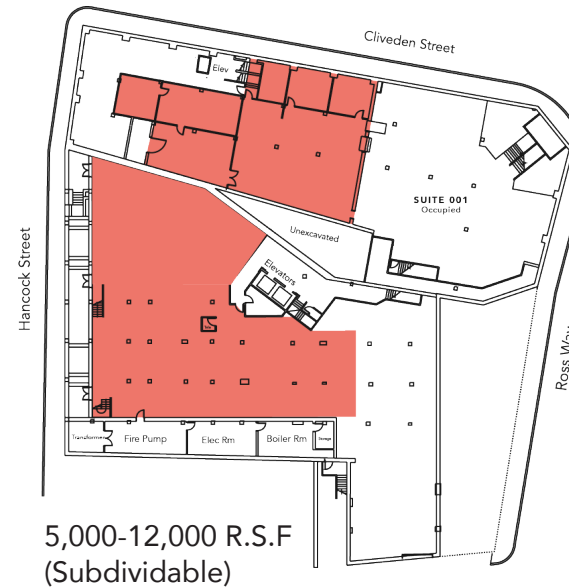 Cliveden Street
Elev
SUITE 001
Occupied
Unexcavated
Elevators
Hancock Street
Ross Way
Transformer
Fire Pump
Elec Rm
Boiler Rm
Storage
5,000-12,000 R.S.F
(Subdividable)